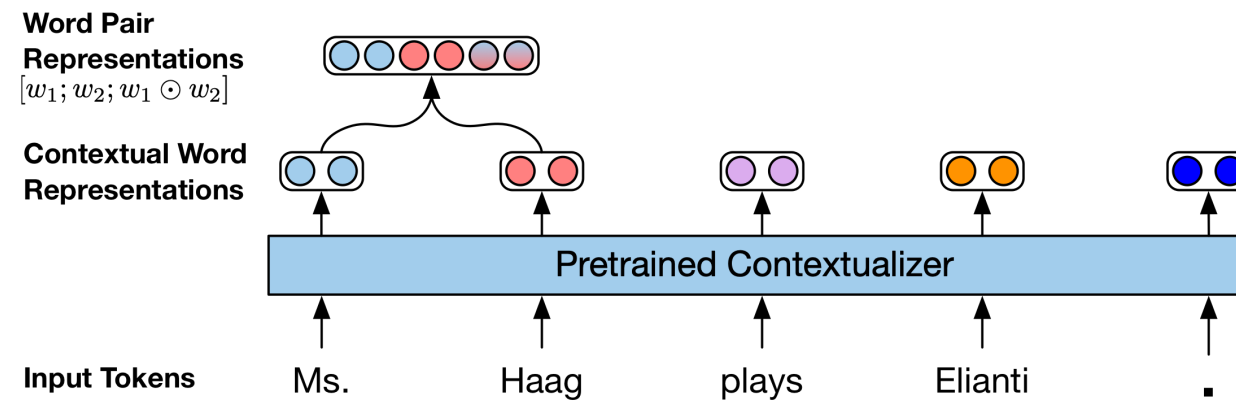 Word Pair
Representations
[w₁; w₂; w₁ ⊙ w₂]
Contextual Word
Representations
Pretrained Contextualizer
Input Tokens Ms. Haag plays Elianti .